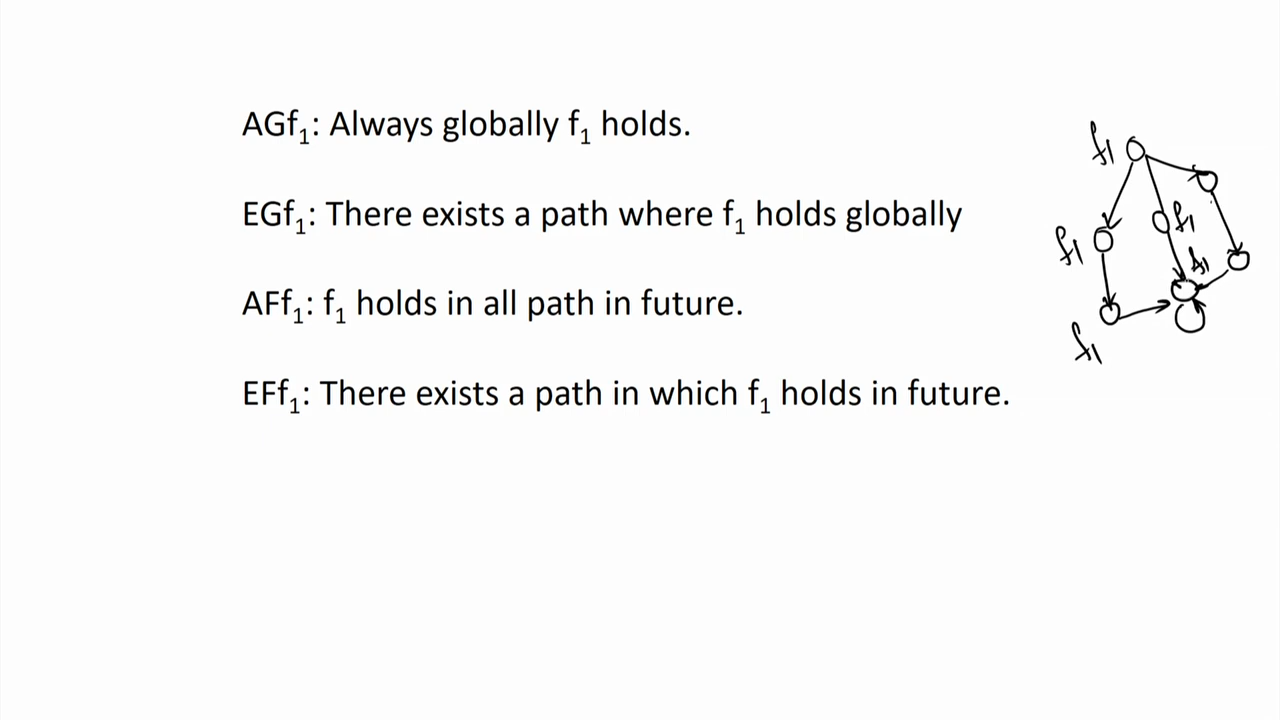 AGf₁: Always globally f₁ holds.
EGf₁: There exists a path where f₁ holds globally
AFf₁: f₁ holds in all path in future.
EFf₁: There exists a path in which f₁ holds in future.
f1
f1
f1
f1
f1